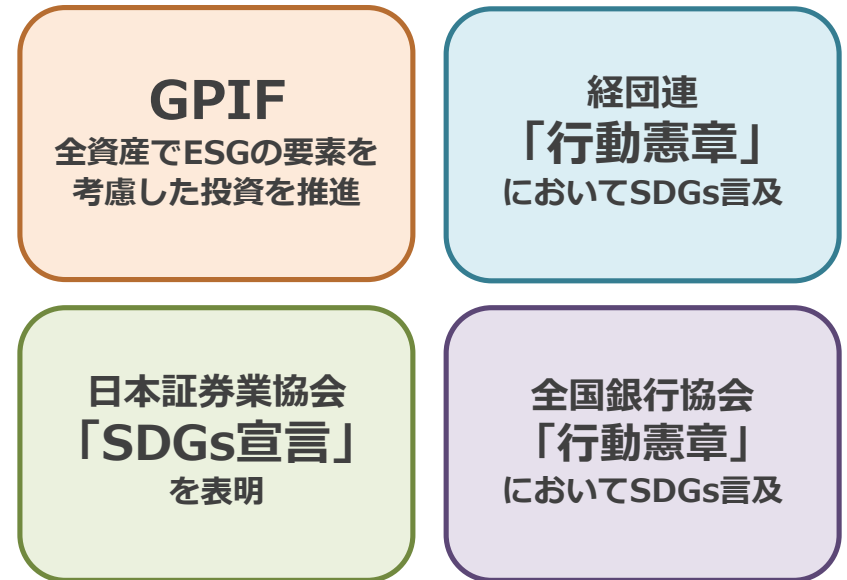 GPIF
全資産でESGの要素を
考慮した投資を推進
経団連
「行動憲章」
においてSDGs言及
日本証券業協会
「SDGs宣言」
を表明
全国銀行協会
「行動憲章」
においてSDGs言及